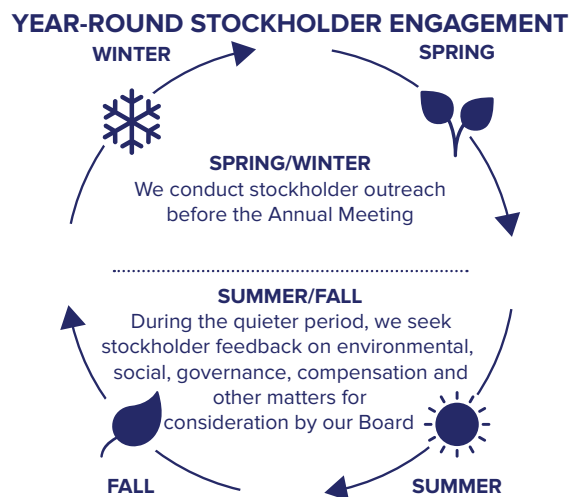 YEAR-ROUND STOCKHOLDER ENGAGEMENT
WINTER
SPRING
SPRING/WINTER
We conduct stockholder outreach
before the Annual Meeting
SUMMER/FALL
During the quieter period, we seek
stockholder feedback on environmental,
social, governance, compensation and
other matters for
consideration by our Board
FALL
SUMMER